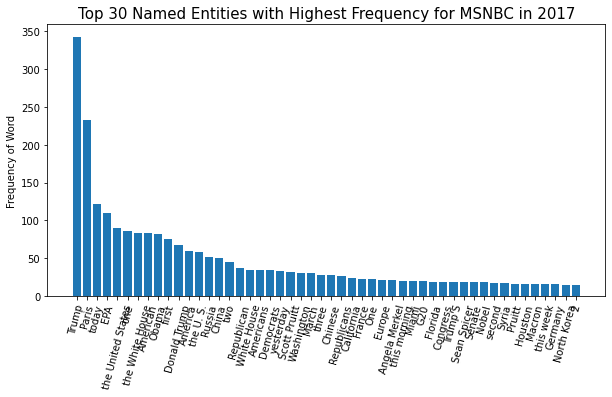 Top 30 Named Entities with Highest Frequency for MSNBC in 2017
Frequency of Word
350
300
250
200
150
100
50
0
Trump
Paris
today
EPA
the United States
one
the White House
American
Obama
first
Donald Trump
America
the U. S.
Russia
China
two
Republican
White House
Americans
Democrats
yesterday
Scott Pruitt
Washington
March
three
Chinese
Republicans
California
France
One
Europe
Angela Merkel
this morning
Miami
G20
Florida
Congress
Trump S
Sean Spicer
Senate
Nobel
second
Syria
Pruitt
Houston
Macron
this week
Germany
North Korea
2